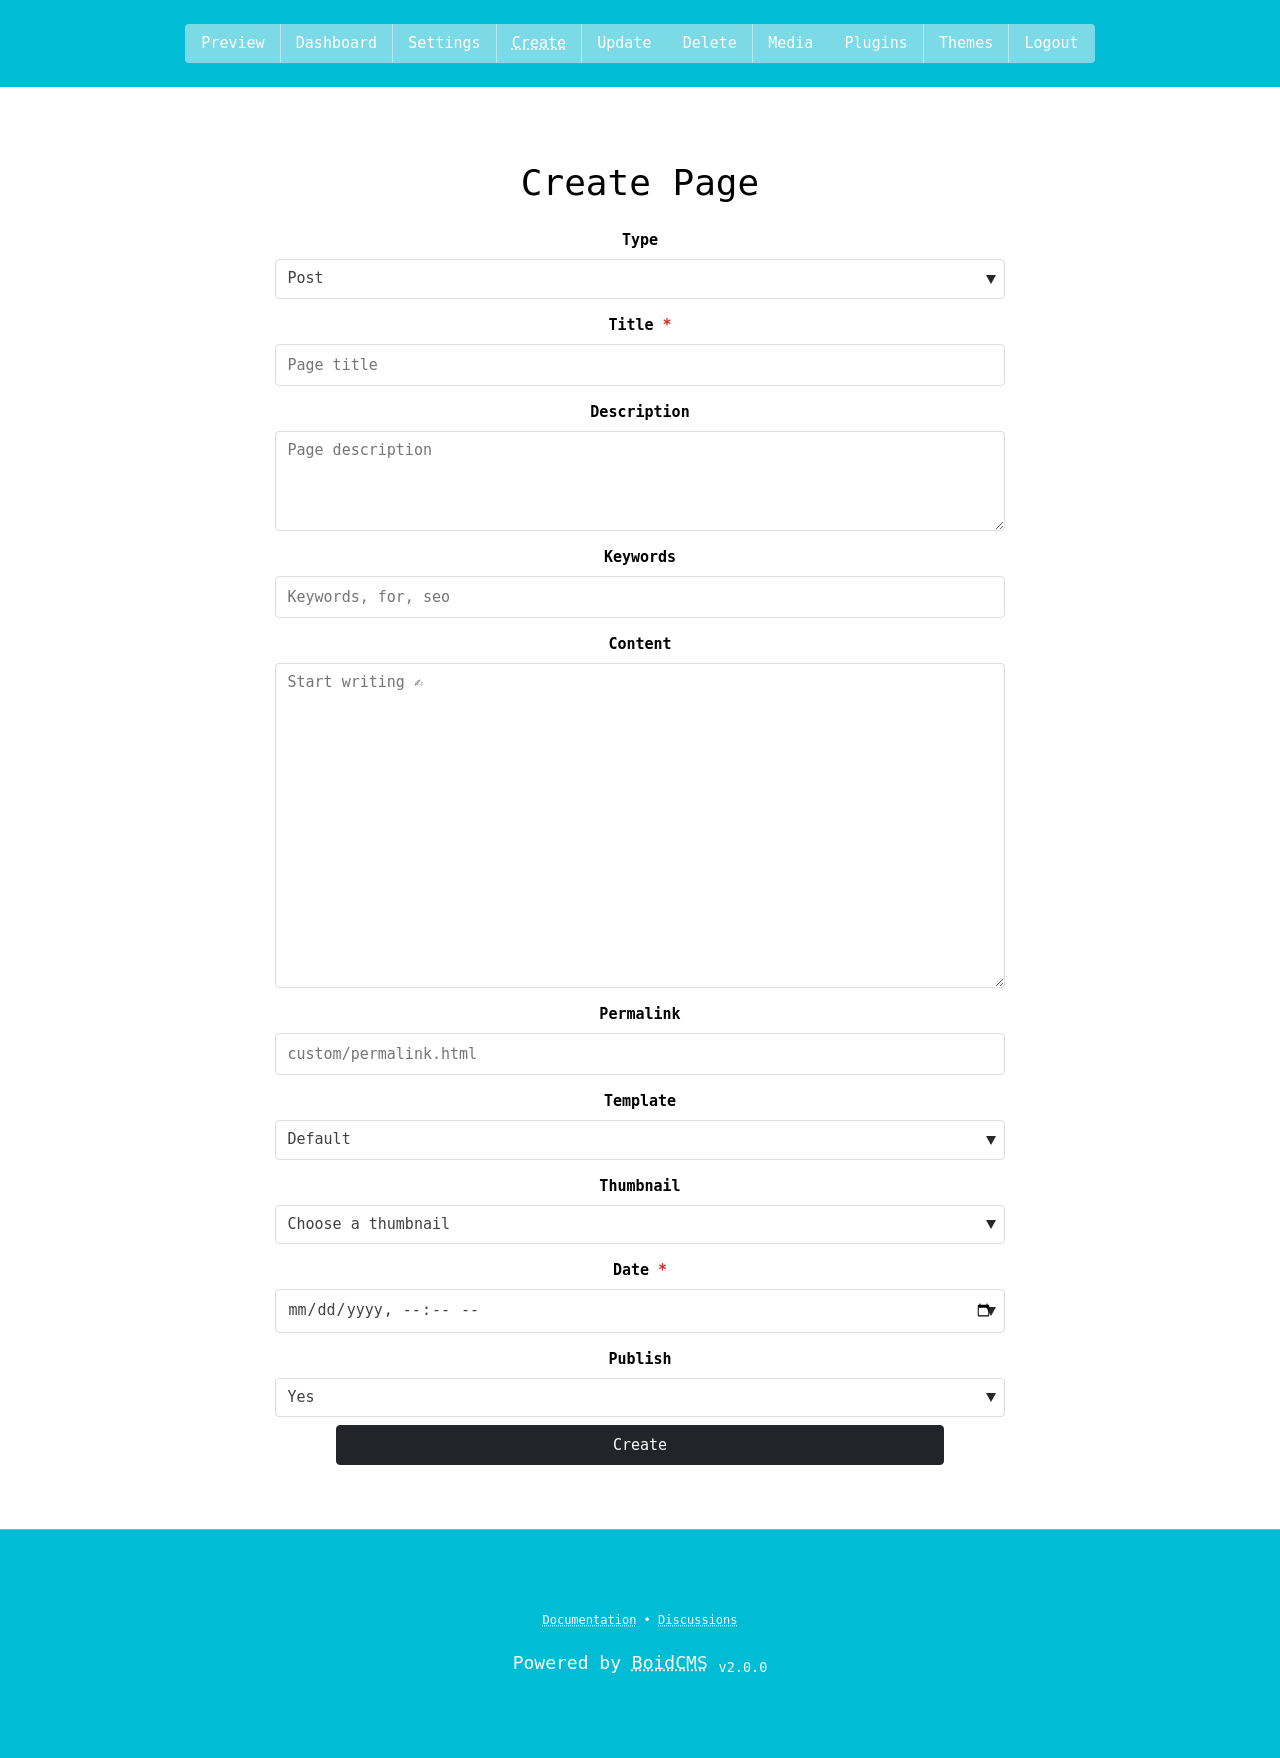 Preview Dashboard Settings Create Update Delete Media Plugins Themes Logout
Create Page
Type
Post
Title *
Page title
Description
Page description
Keywords
Keywords, for, seo
Content
Start writing ✍
Permalink
custom/permalink.html
Template
Default
Thumbnail
Choose a thumbnail
Date *
mm/dd/yyyy, --:-- --
Publish
Yes
Create
Documentation • Discussions
Powered by BoidCMS v2.0.0